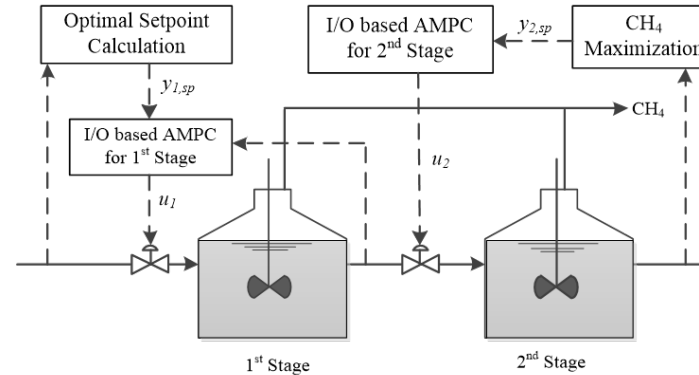 Optimal Setpoint
Calculation
y1,sp
I/O based AMPC
for 1st Stage
u1
I/O based AMPC
for 2nd Stage
y2,sp
CH4
Maximization
CH4
u2
1st Stage
2nd Stage